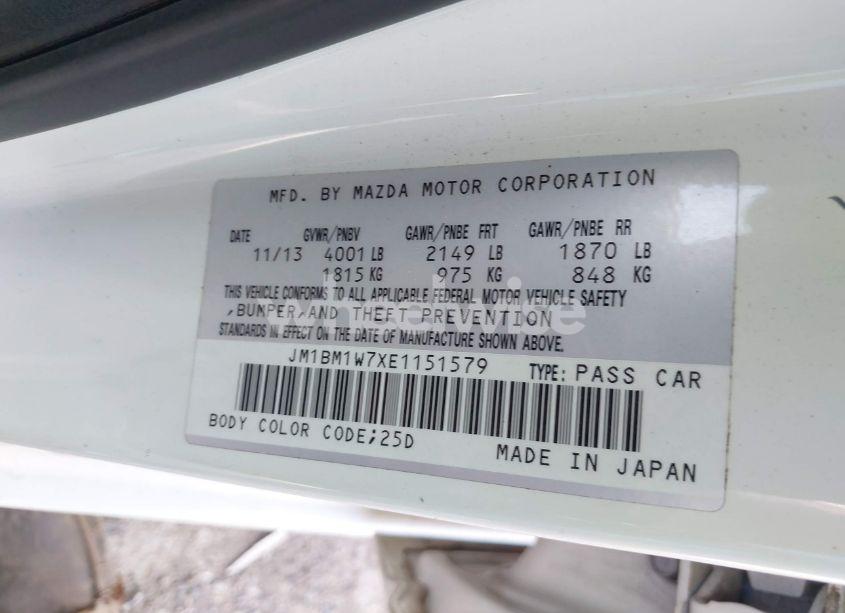 MFD. BY MAZDA MOTOR CORPORATION
DATE GVWR/PNBV GAWR/PNBE FRT GAWR/PNBE RR
11/13 4001 LB 2149 LB 1870 LB
1815 KG 975 KG 848 KG
THIS VEHICLE CONFORMS TO ALL APPLICABLE FEDERAL MOTOR VEHICLE SAFETY
,BUMPER,AND THEFT PREVENTION
STANDARDS IN EFFECT ON THE DATE OF MANUFACTURE SHOWN ABOVE.
JM1BM1W7XE1151579 TYPE: PASS CAR
BODY COLOR CODE;25D
MADE IN JAPAN